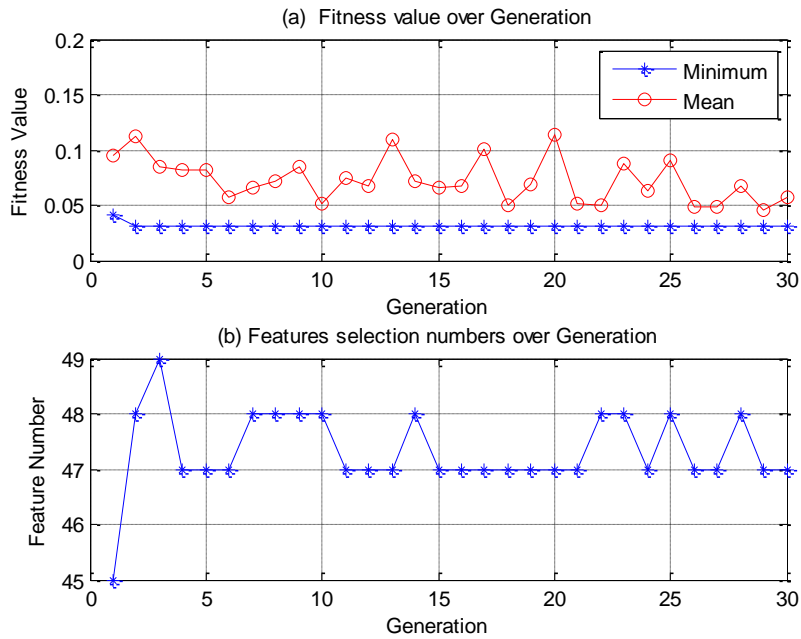 (a) Fitness value over Generation
0.2
0.15
0.1
0.05
0
Fitness Value
Minimum
Mean
0 5 10 15 20 25 30
Generation
(b) Features selection numbers over Generation
49
48
47
46
45
Feature Number
0 5 10 15 20 25 30
Generation